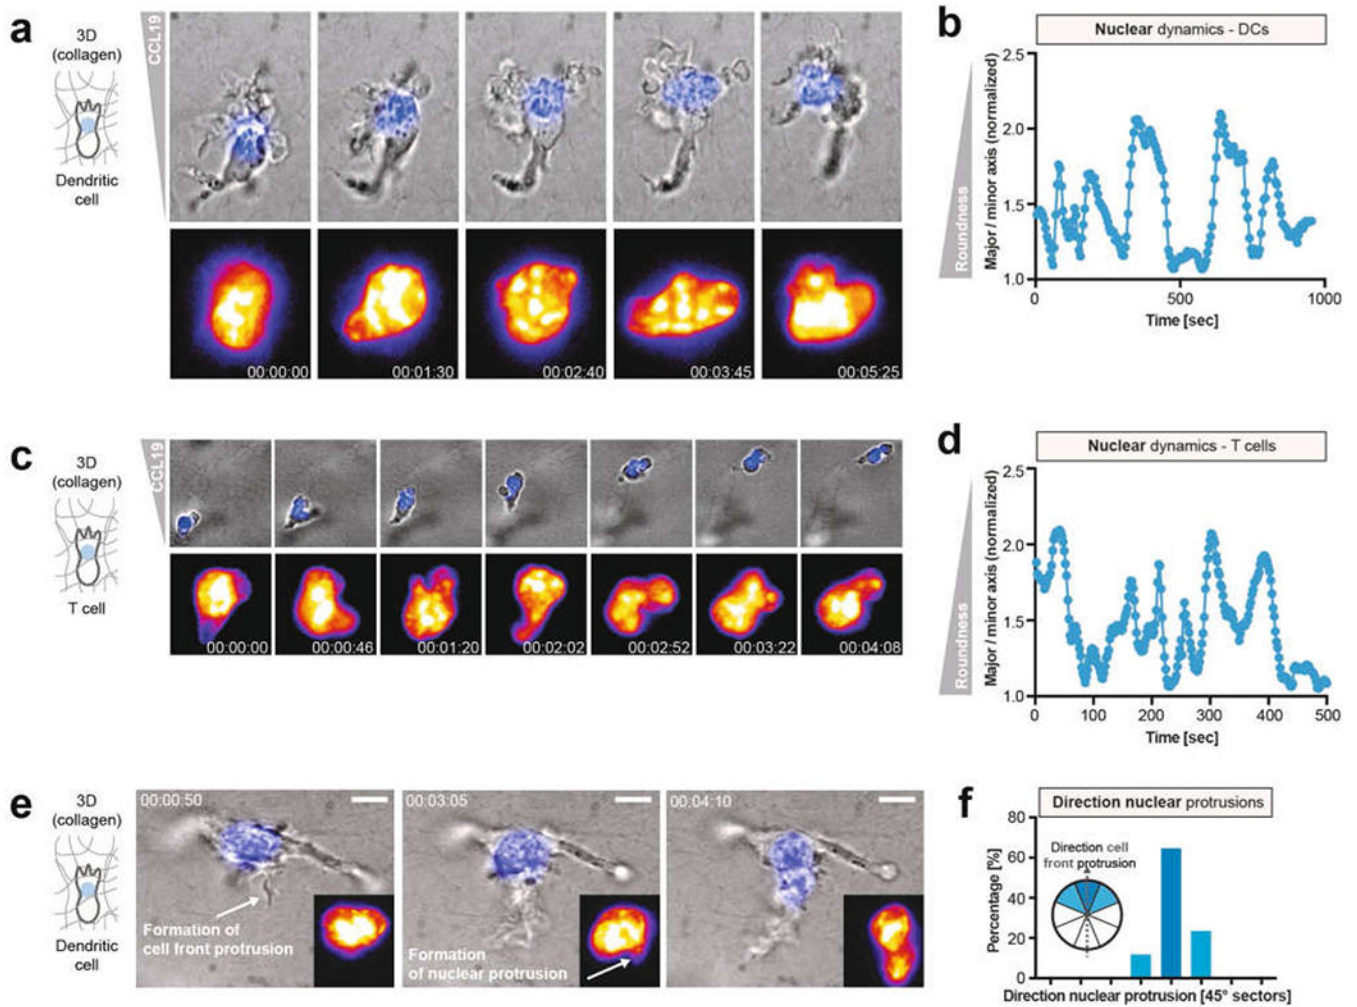 a
3D
(collagen)
Dendritic
cell
CCL19
00:00:00
00:01:30
00:02:40
00:03:45
00:05:25
b
Nuclear dynamics - DCs
Major / minor axis (normalized)
Roundness
2.5
2.0
1.5
1.0
0
500
1000
Time [sec]
c
3D
(collagen)
T cell
CCL19
00:00:00
00:00:46
00:01:20
00:02:02
00:02:52
00:03:22
00:04:08
d
Nuclear dynamics - T cells
Major / minor axis (normalized)
Roundness
2.5
2.0
1.5
1.0
0
100
200
300
400
500
Time [sec]
e
3D
(collagen)
Dendritic
cell
00:00:50
Formation of
cell front protrusion
00:03:05
Formation
of nuclear protrusion
00:04:10
f
Direction nuclear protrusions
Percentage [%]
80
60
40
20
0
Direction cell
front protrusion
Direction nuclear protrusion [45° sectors]